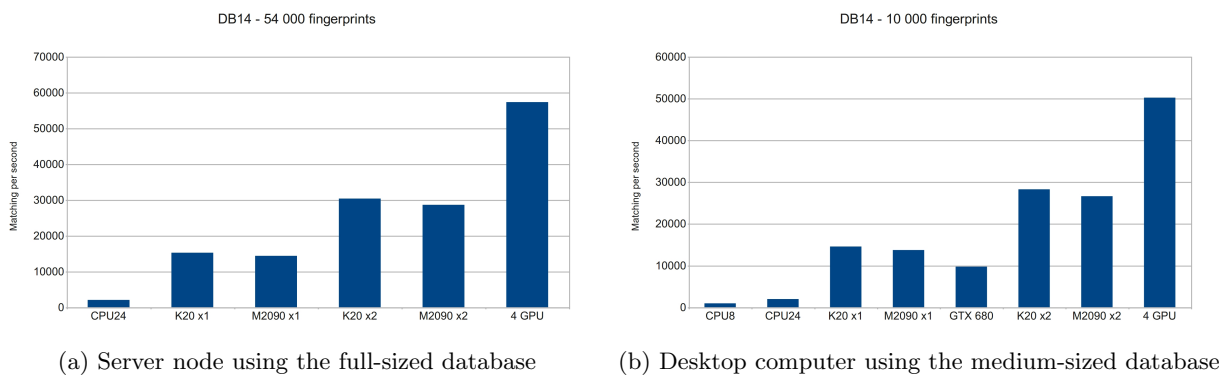 DB14 - 54 000 fingerprints
Matching per second
70000
60000
50000
40000
30000
20000
10000
0
CPU24 K20 x1 M2090 x1 K20 x2 M2090 x2 4 GPU
(a) Server node using the full-sized database
DB14 - 10 000 fingerprints
Matching per second
60000
50000
40000
30000
20000
10000
0
CPU8 CPU24 K20 x1 M2090 x1 GTX 680 K20 x2 M2090 x2 4 GPU
(b) Desktop computer using the medium-sized database